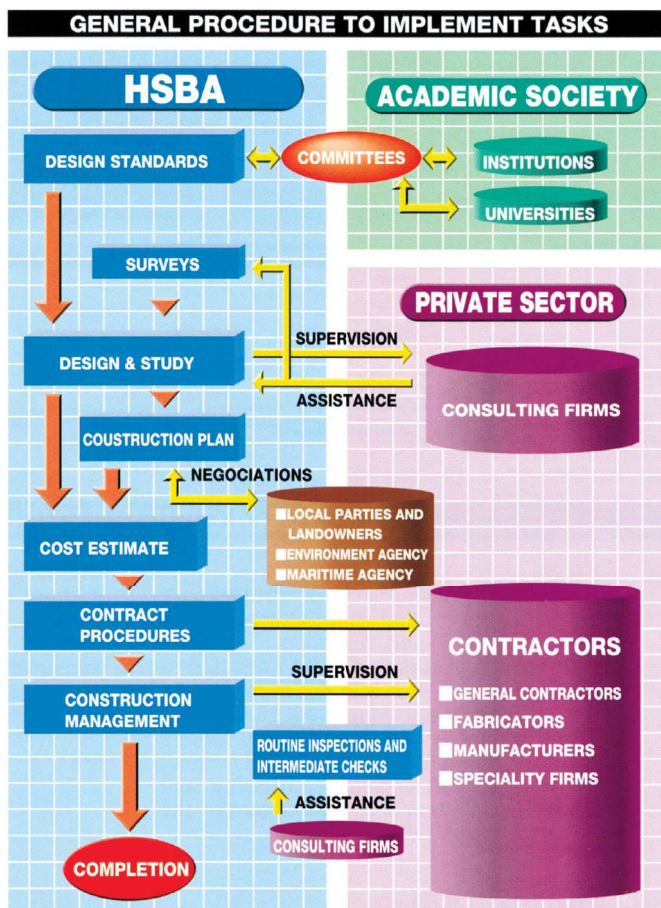 GENERAL PROCEDURE TO IMPLEMENT TASKS
HSBA
ACADEMIC SOCIETY
DESIGN STANDARDS
COMMITTEES
INSTITUTIONS
UNIVERSITIES
SURVEYS
PRIVATE SECTOR
SUPERVISION
DESIGN & STUDY
ASSISTANCE
CONSULTING FIRMS
COUSTRUCTION PLAN
NEGOCIATIONS
■LOCAL PARTIES AND
LANDOWNERS
■ENVIRONMENT AGENCY
■MARITIME AGENCY
COST ESTIMATE
CONTRACT
PROCEDURES
CONTRACTORS
■GENERAL CONTRACTORS
■FABRICATORS
■MANUFACTURERS
■SPECIALITY FIRMS
SUPERVISION
CONSTRUCTION
MANAGEMENT
ROUTINE INSPECTIONS AND
INTERMEDIATE CHECKS
ASSISTANCE
CONSULTING FIRMS
COMPLETION